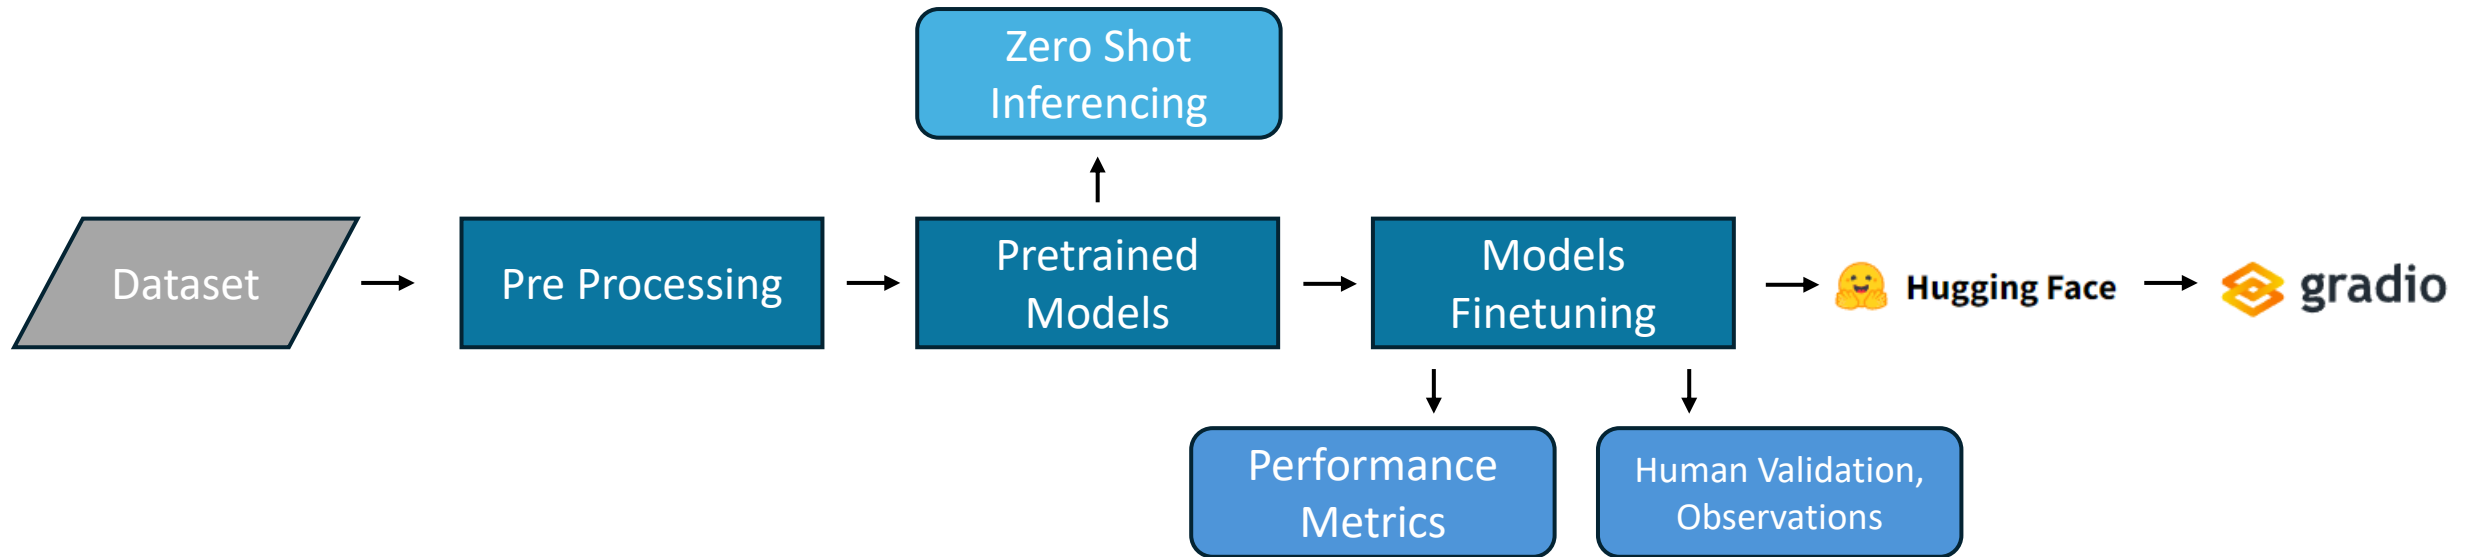 Zero Shot
Inferencing
Dataset
Pre Processing
Pretrained
Models
Models
Finetuning
Hugging Face
gradio
Performance
Metrics
Human Validation,
Observations